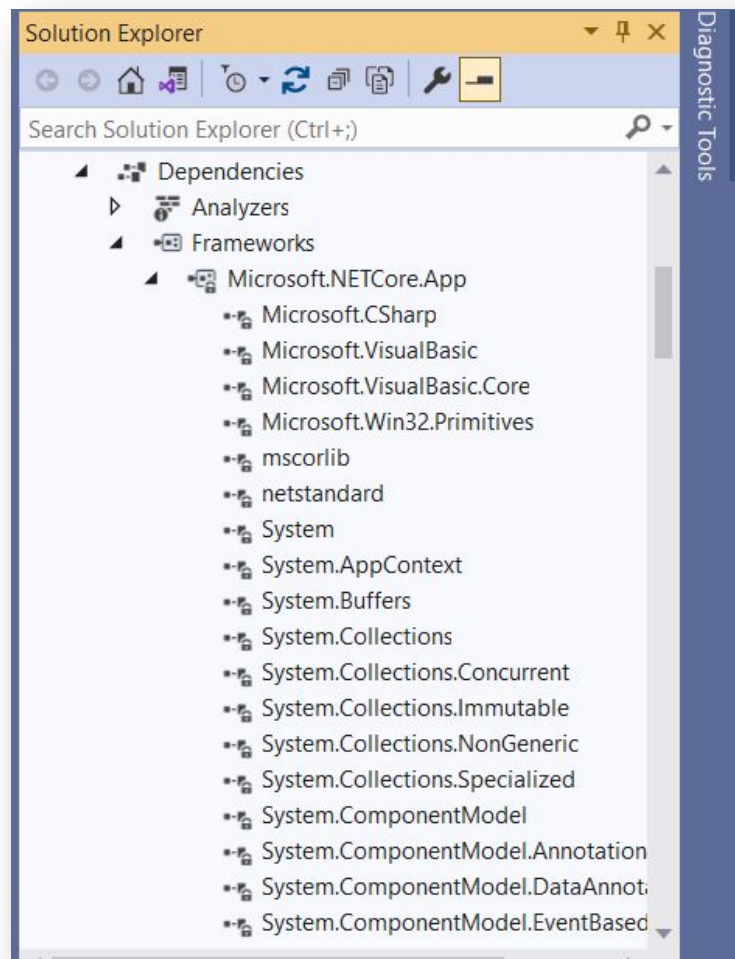 Solution Explorer
Search Solution Explorer (Ctrl+;)
Dependencies
Analyzers
Frameworks
Microsoft.NETCore.App
Microsoft.CSharp
Microsoft.VisualBasic
Microsoft.VisualBasic.Core
Microsoft.Win32.Primitives
mscorlib
netstandard
System
System.AppContext
System.Buffers
System.Collections
System.Collections.Concurrent
System.Collections.Immutable
System.Collections.NonGeneric
System.Collections.Specialized
System.ComponentModel
System.ComponentModel.Annotation
System.ComponentModel.DataAnnot
System.ComponentModel.EventBased
Diagnostic Tools